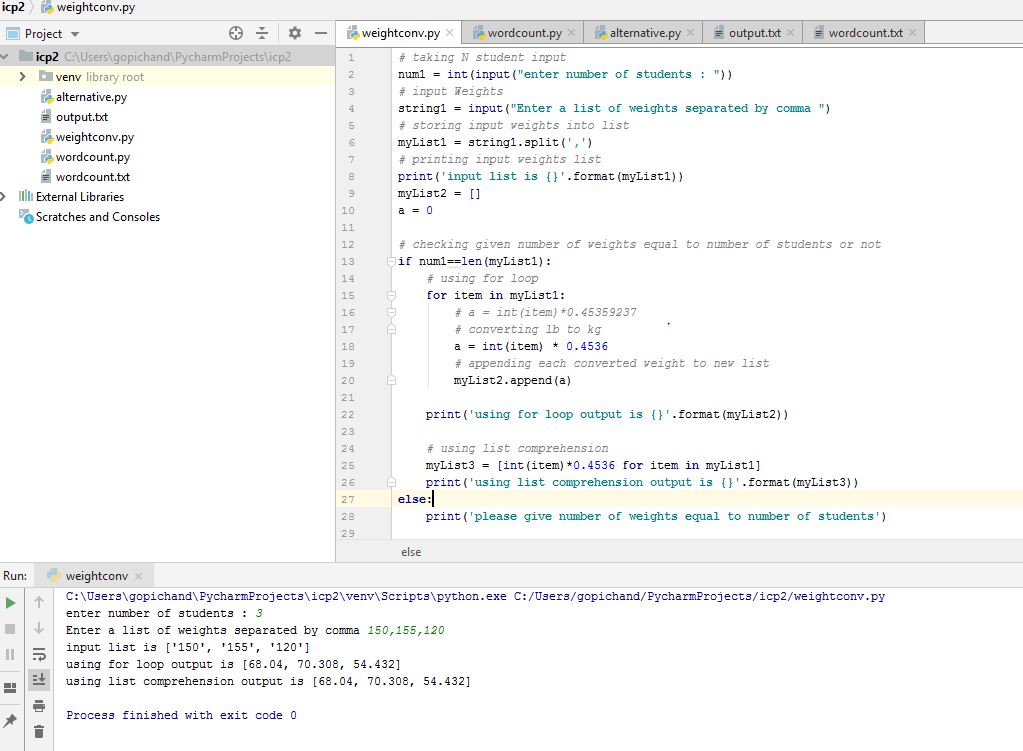 icp2 weightconv.py
Project
weightconv.py wordcount.py alternative.py output.txt wordcount.txt
icp2 C:\Users\gopichand\PycharmProjects\icp2
venv library root
alternative.py
output.txt
weightconv.py
wordcount.py
wordcount.txt
External Libraries
Scratches and Consoles
1 # taking N student input
2 num1 = int(input("enter number of students : "))
3 # input Weights
4 string1 = input("Enter a list of weights separated by comma ")
5 # storing input weights into list
6 myList1 = string1.split(',')
7 # printing input weights list
8 print('input list is {}'.format(myList1))
9 myList2 = []
10 a = 0
11
12 # checking given number of weights equal to number of students or not
13 if num1==len(myList1):
14 # using for loop
15 for item in myList1:
16 # a = int(item)*0.45359237
17 # converting lb to kg
18 a = int(item) * 0.4536
19 # appending each converted weight to new list
20 myList2.append(a)
21
22 print('using for loop output is {}'.format(myList2))
23
24 # using list comprehension
25 myList3 = [int(item)*0.4536 for item in myList1]
26 print('using list comprehension output is {}'.format(myList3))
27 else:
28 print('please give number of weights equal to number of students')
29
else
Run: weightconv
C:\Users\gopichand\PycharmProjects\icp2\venv\Scripts\python.exe C:/Users/gopichand/PycharmProjects/icp2/weightconv.py
enter number of students : 3
Enter a list of weights separated by comma 150,155,120
input list is ['150', '155', '120']
using for loop output is [68.04, 70.308, 54.432]
using list comprehension output is [68.04, 70.308, 54.432]
Process finished with exit code 0